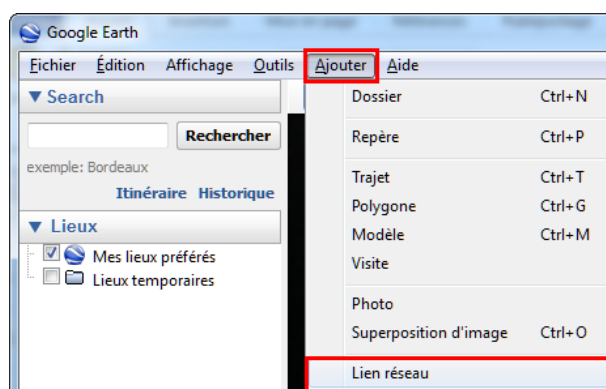 Google Earth
Fichier Édition Affichage Outils Ajouter Aide
Search
Rechercher
exemple: Bordeaux
Itinéraire Historique
Lieux
Mes lieux préférés
Lieux temporaires
Dossier Ctrl+N
Repère Ctrl+P
Trajet Ctrl+T
Polygone Ctrl+G
Modèle Ctrl+M
Visite
Photo
Superposition d'image Ctrl+O
Lien réseau